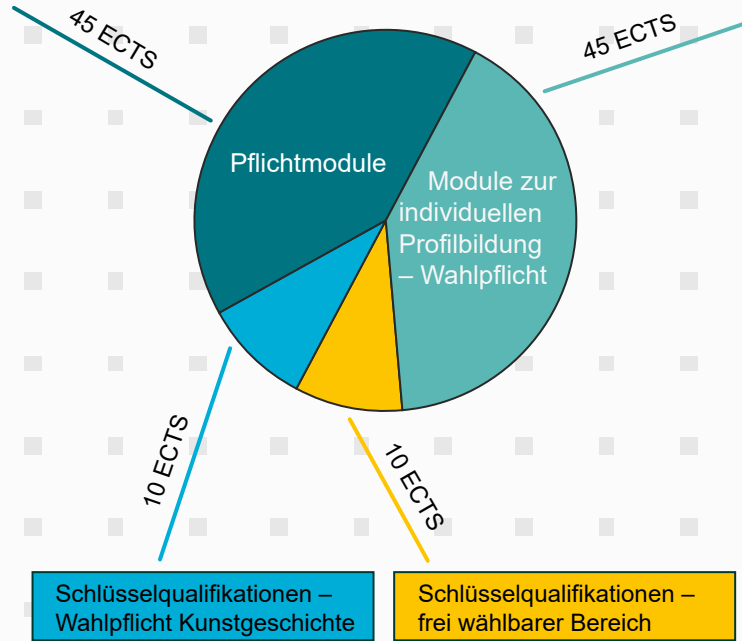 45 ECTS
45 ECTS
Pflichtmodule
Module zur
individuellen
Profilbildung
– Wahlpflicht
10 ECTS
10 ECTS
Schlüsselqualifikationen –
Wahlpflicht Kunstgeschichte
Schlüsselqualifikationen –
frei wählbarer Bereich